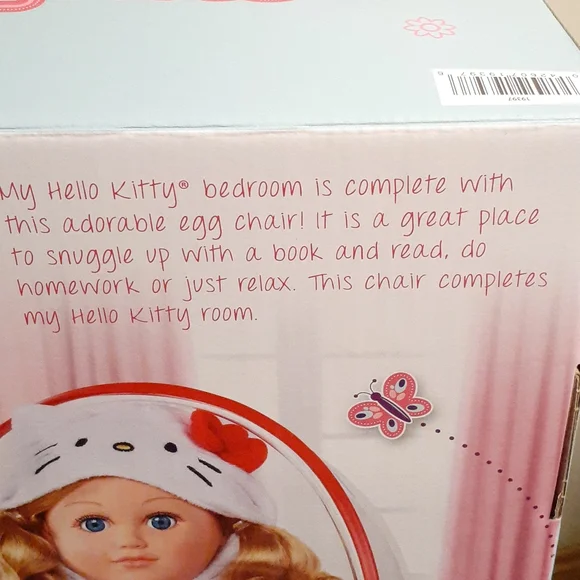 My Hello Kitty® bedroom is complete with
this adorable egg chair! It is a great place
to snuggle up with a book and read, do
homework or just relax. This chair completes
my Hello Kitty room.
19397